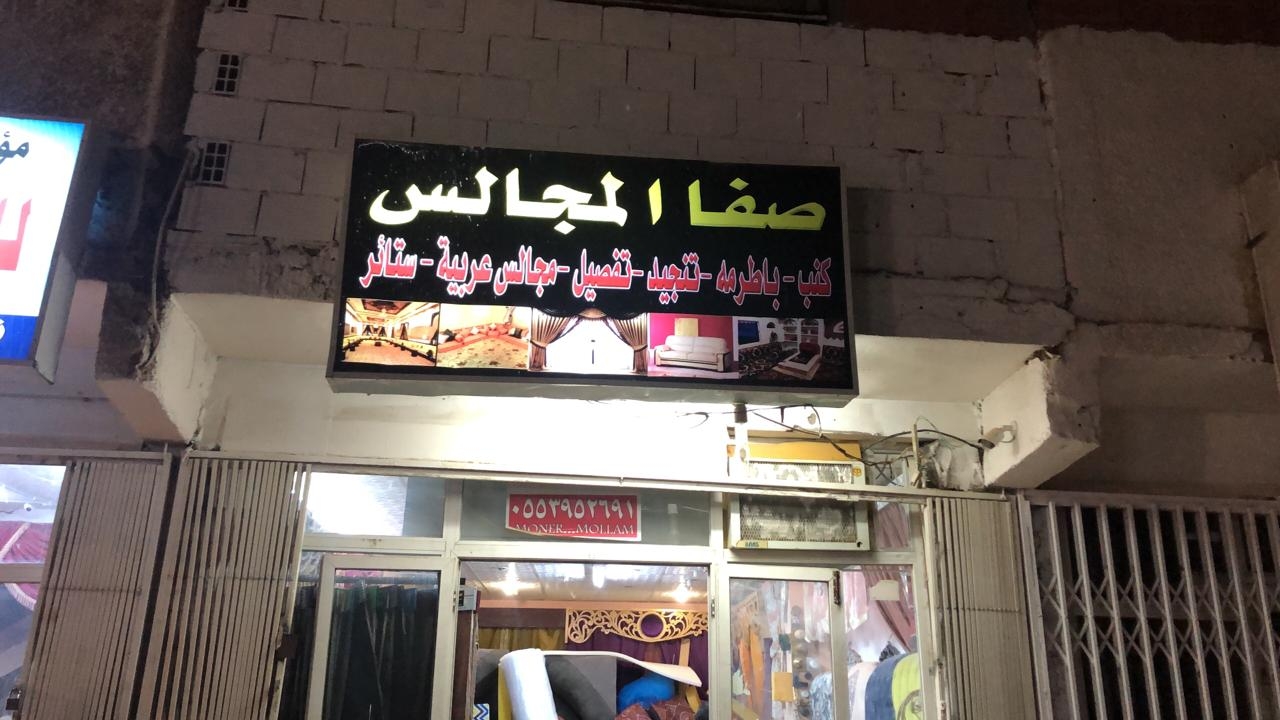 صفا المجالس
كنب - باطرمه - تنجيد - تفصيل - مجالس عربية - ستائر
٠٥٥٣٩٥٢٦٩١
MONER...MOLLAM